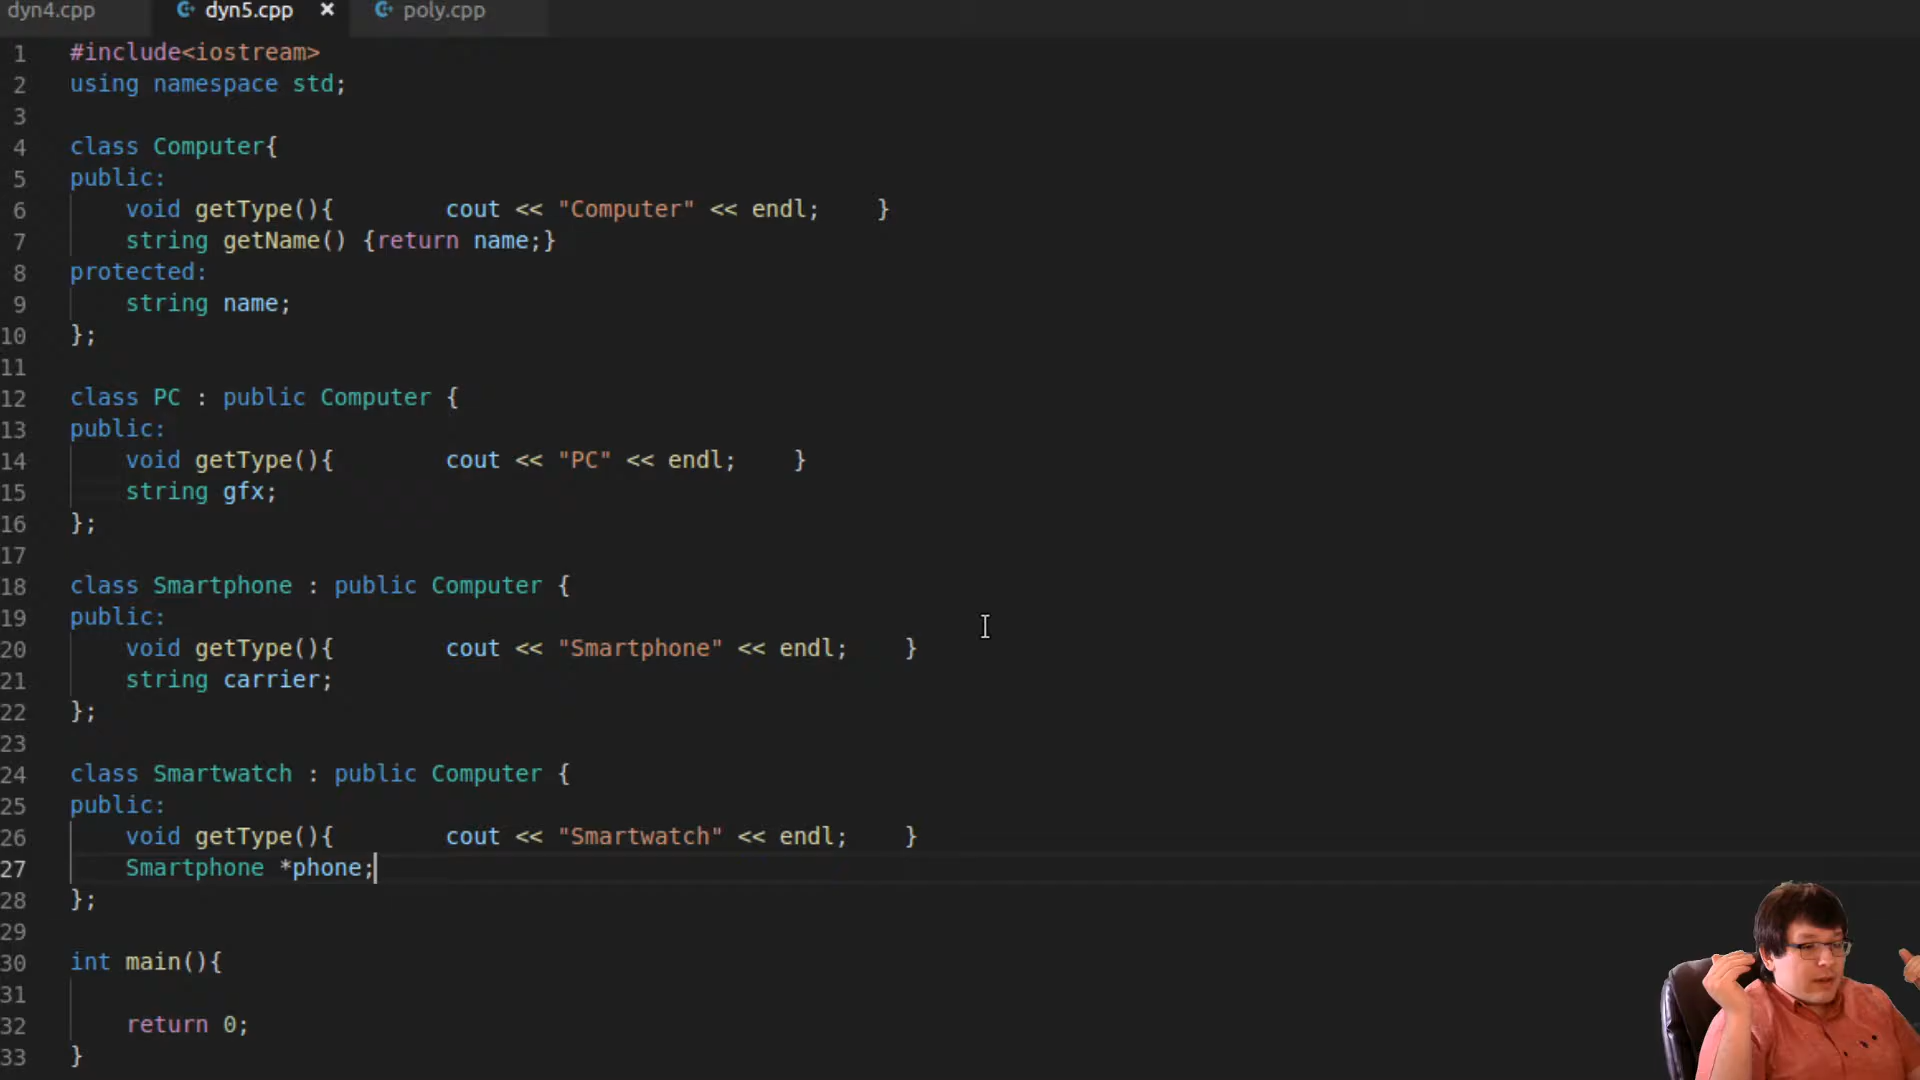 dyn4.cpp dyn5.cpp × poly.cpp
1 #include<iostream>
2 using namespace std;
3
4 class Computer{
5 public:
6 void getType(){ cout << "Computer" << endl; }
7 string getName() {return name;}
8 protected:
9 string name;
10 };
11
12 class PC : public Computer {
13 public:
14 void getType(){ cout << "PC" << endl; }
15 string gfx;
16 };
17
18 class Smartphone : public Computer {
19 public:
20 void getType(){ cout << "Smartphone" << endl; }
21 string carrier;
22 };
23
24 class Smartwatch : public Computer {
25 public:
26 void getType(){ cout << "Smartwatch" << endl; }
27 Smartphone *phone;
28 };
29
30 int main(){
31
32 return 0;
33 }